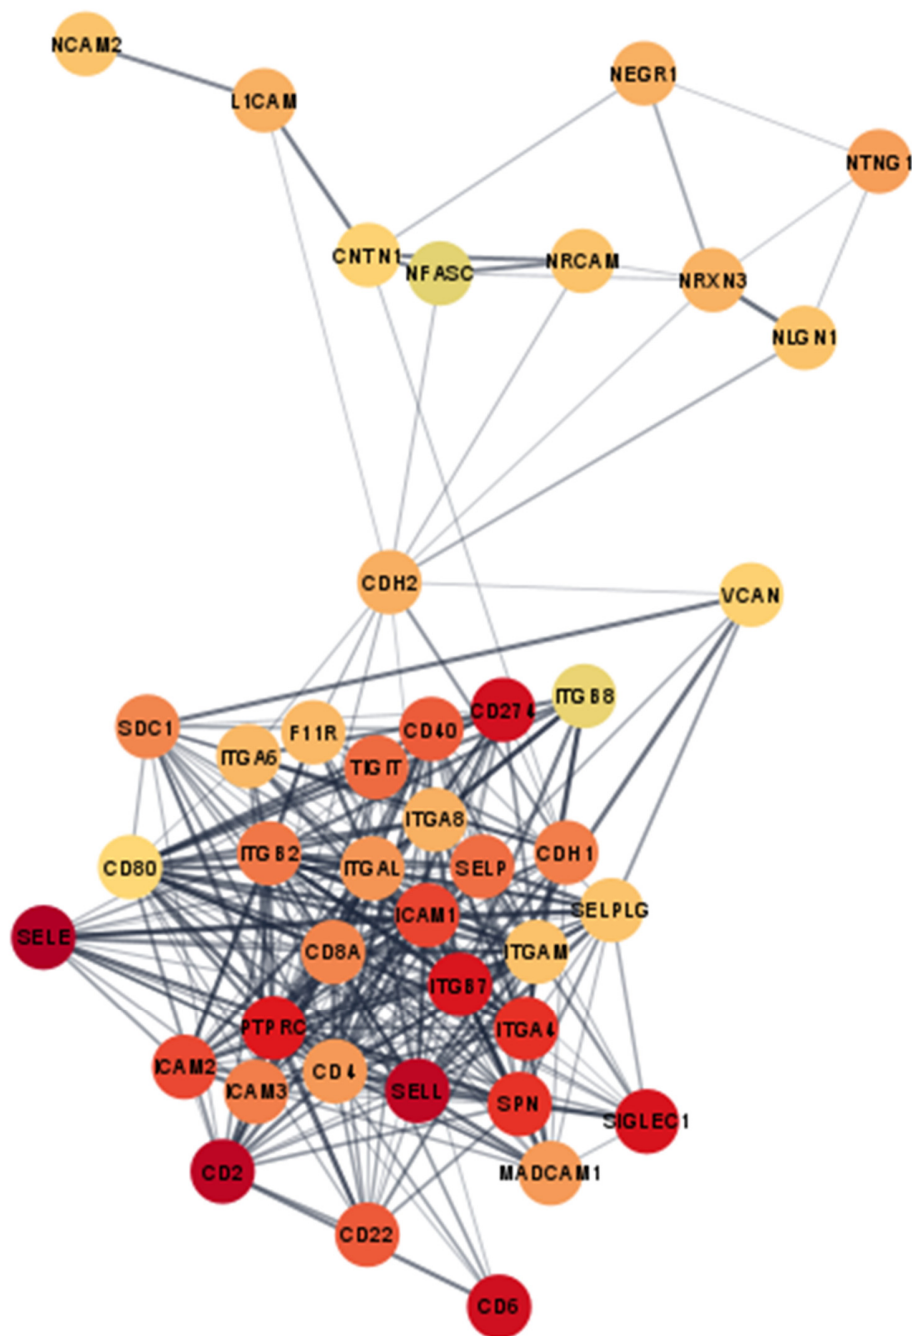 NCAM2
L1CAM
NEGR1
NTNG1
CNTN1
NFASC
NRCAM
NRXN3
NLGN1
CDH2
VCAN
ITGB8
CD274
SDC1
F11R
CD40
ITGA6
TIGIT
ITGA8
CD80
ITGB2
ITGAL
SELP
CDH1
SELE
ICAM1
SELPLG
CD8A
ITGAM
ITGB7
PTPRC
ITGA4
ICAM2
CD4
ICAM3
SELL
SPN
SIGLEC1
CD2
MADCAM1
CD22
CD6